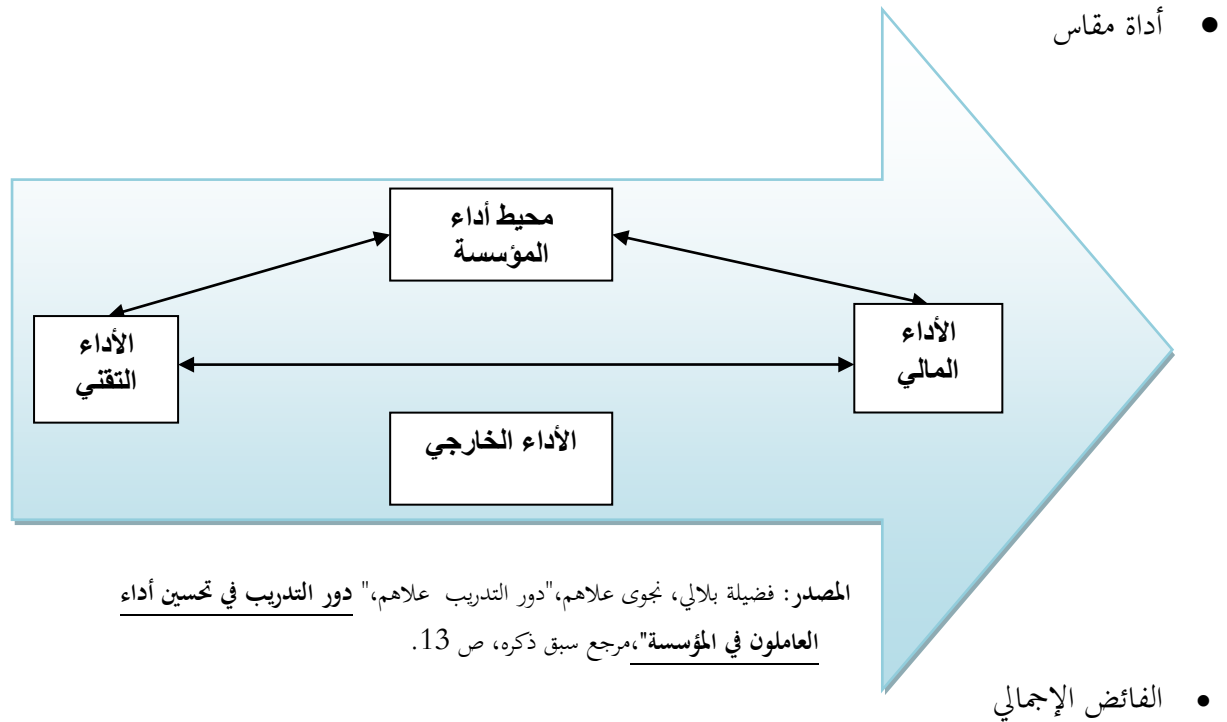 • أداة مقاس
محيط أداء
المؤسسة
الأداء
المالي
الأداء
التقني
الأداء الخارجي
المصدر: فضيلة بلالي، نجوى علاهم،"دور التدريب علاهم،" دور التدريب في تحسين أداء
العاملون في المؤسسة"،مرجع سبق ذكره، ص 13.
• الفائض الإجمالي